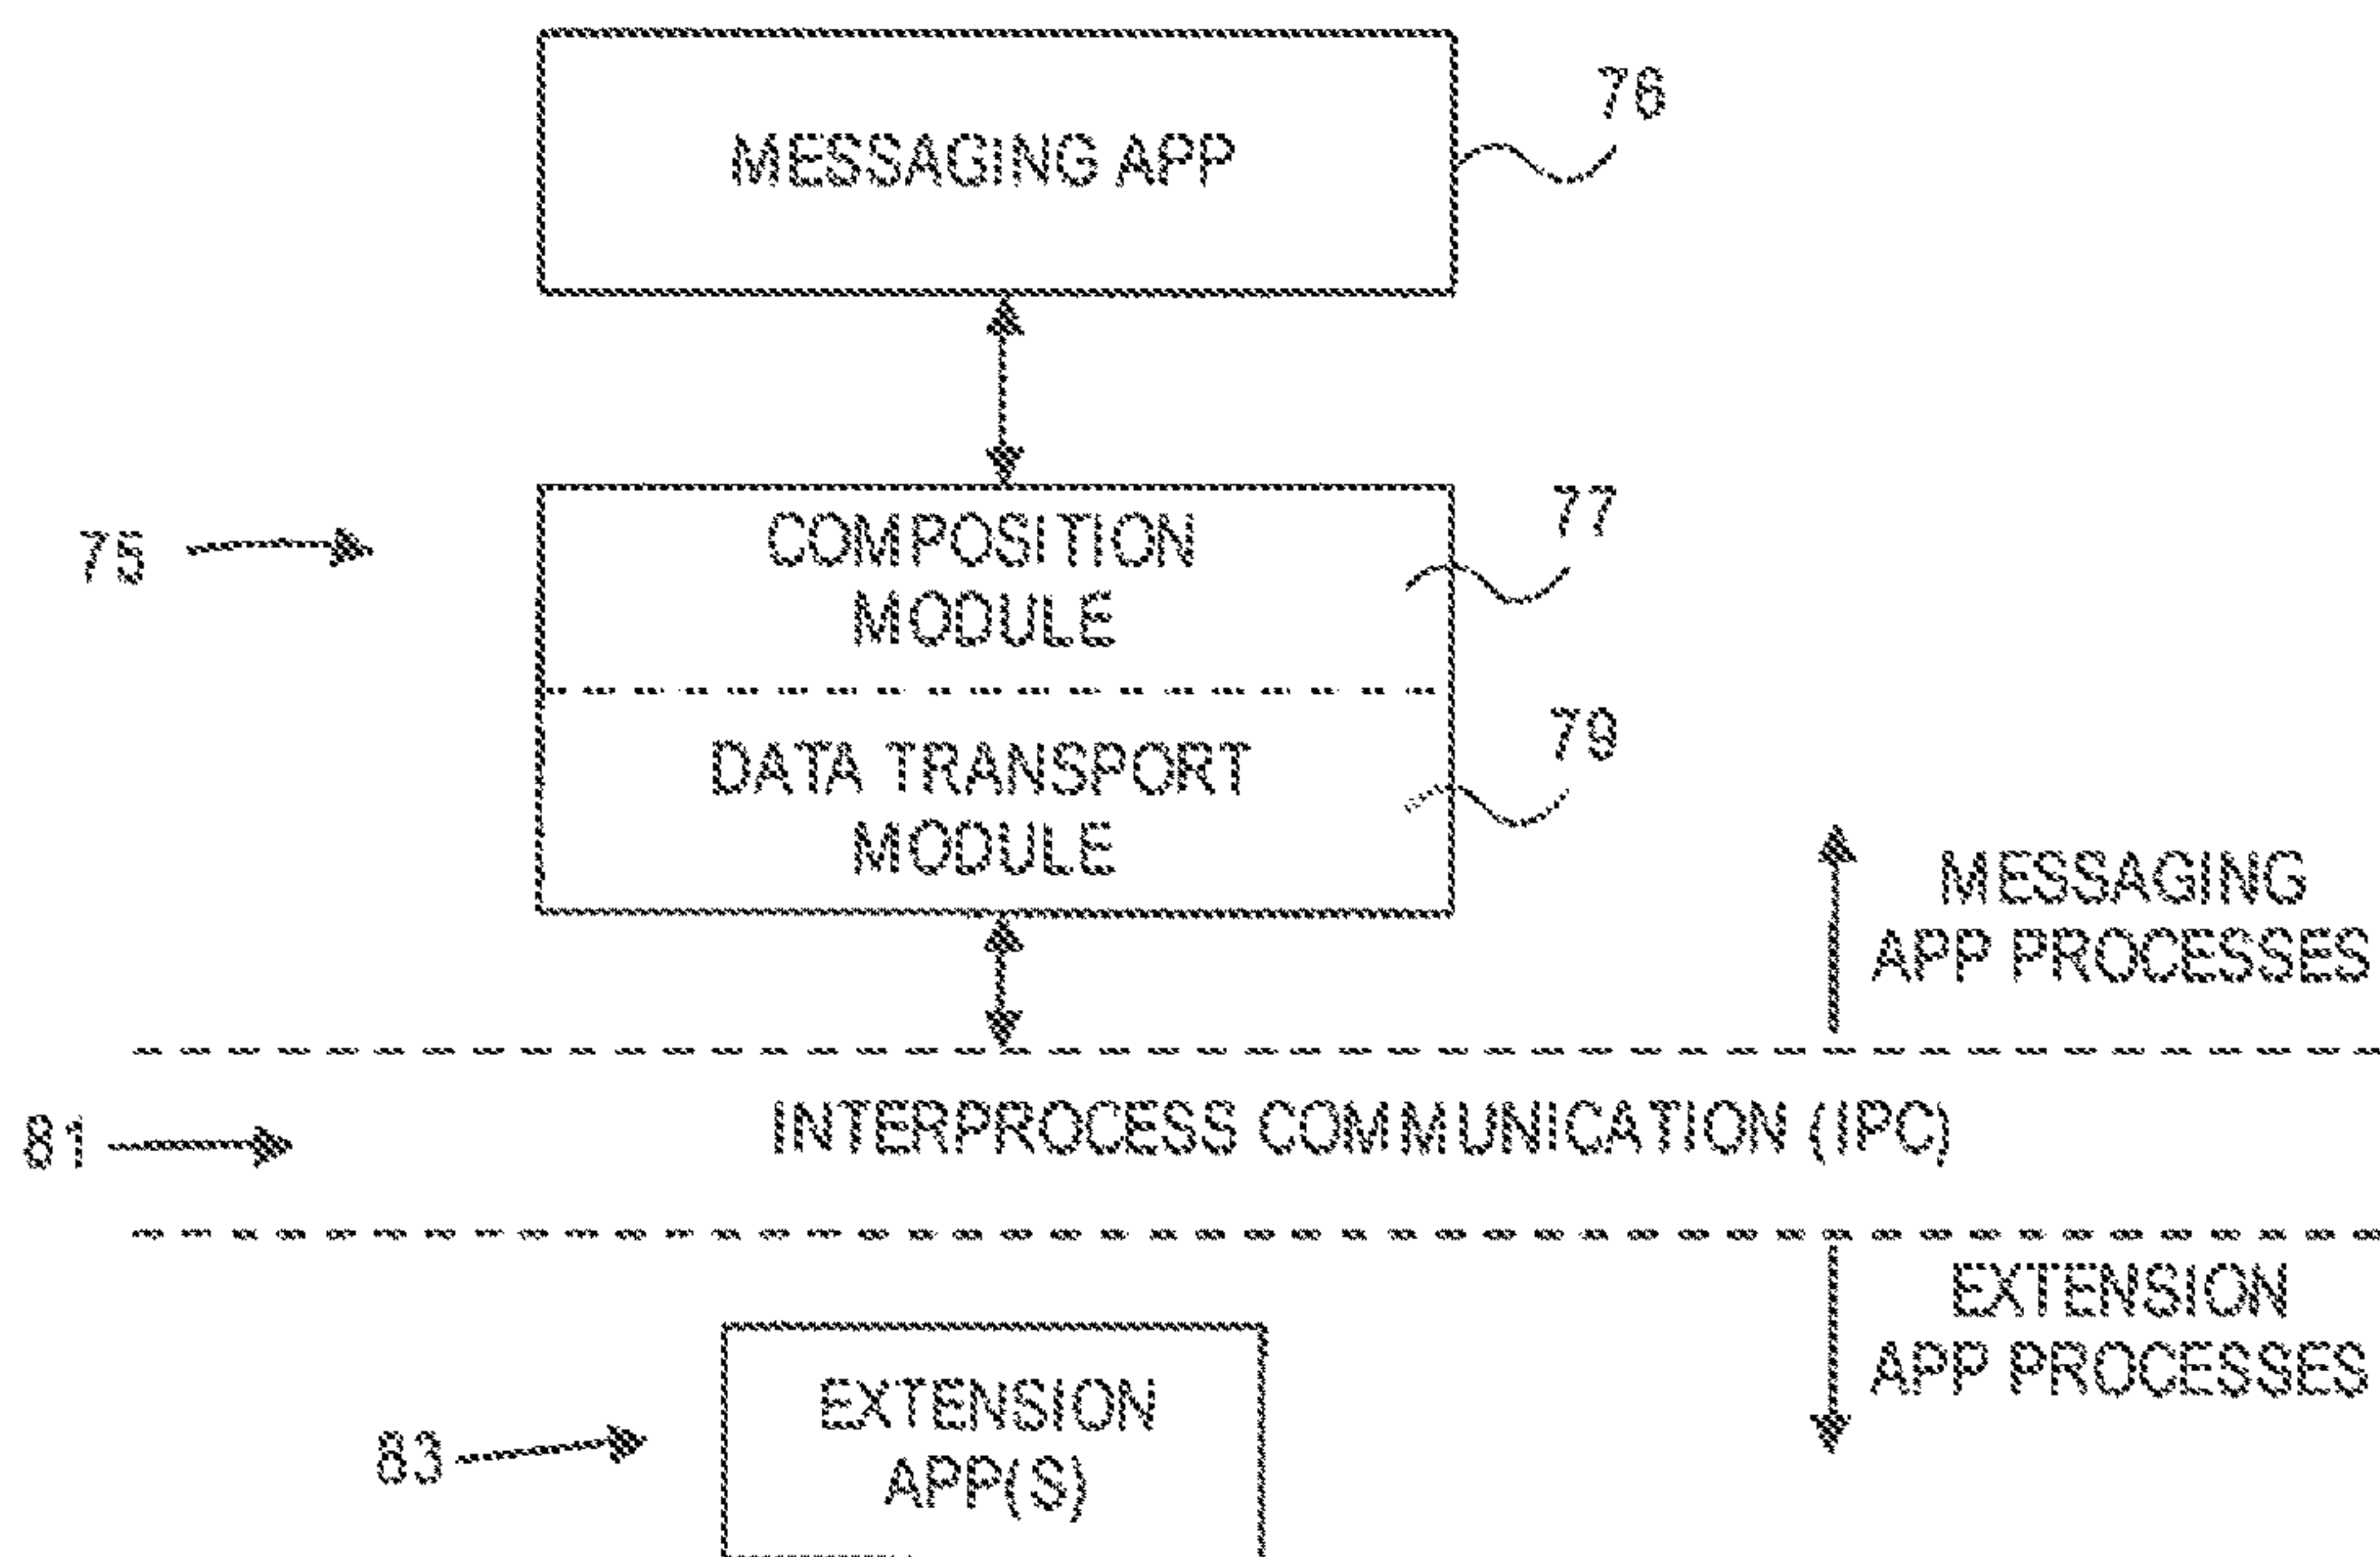 MESSAGING APP
76
75
COMPOSITION
MODULE
77
DATA TRANSPORT
MODULE
79
MESSAGING
APP PROCESSES
81
INTERPROCESS COMMUNICATION (IPC)
EXTENSION
APP PROCESSES
83
EXTENSION
APP(S)